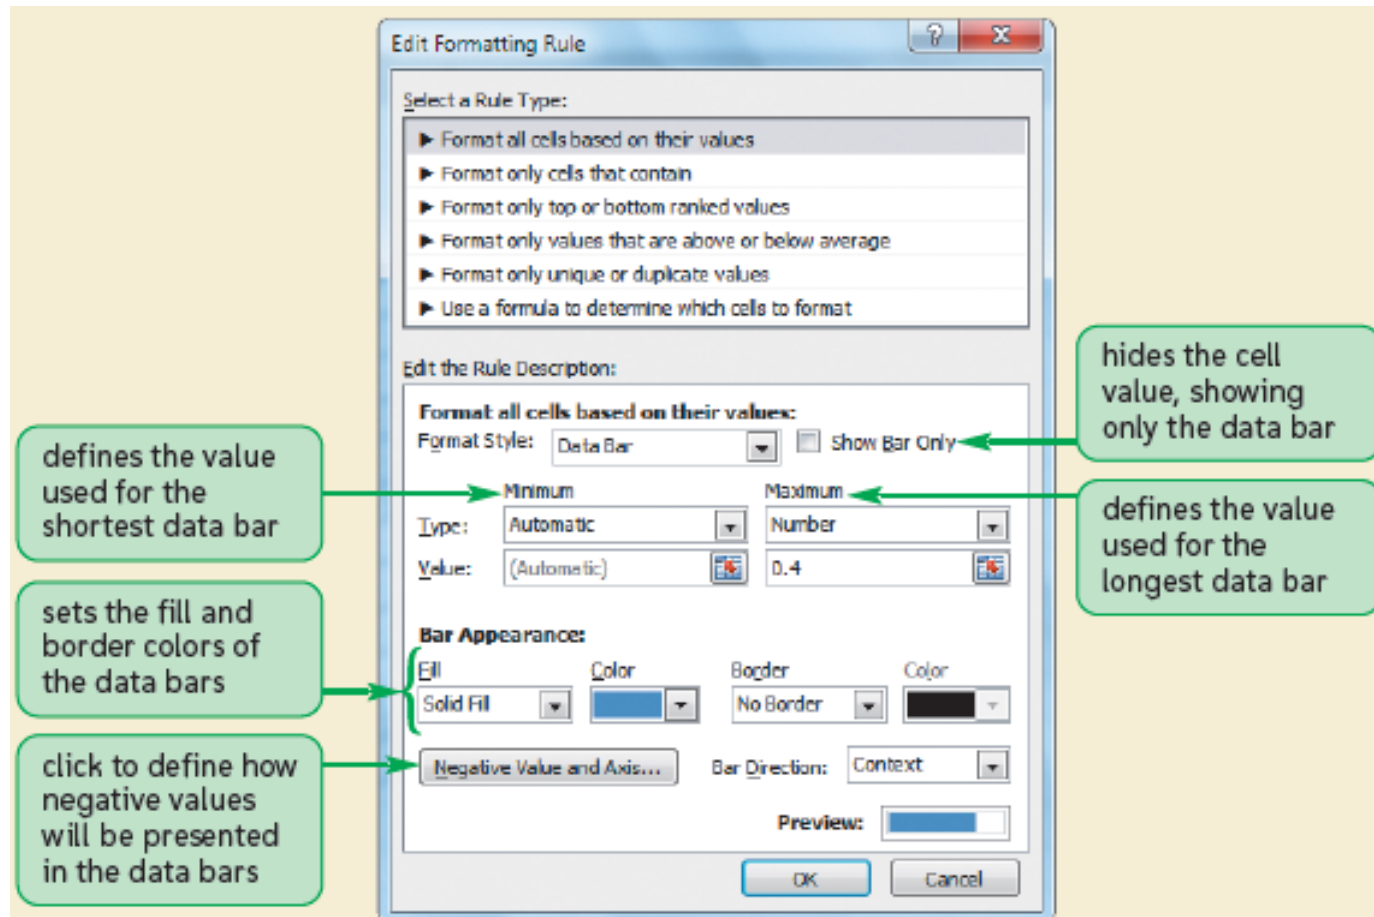 Edit Formatting Rule
?
X
Select a Rule Type:
► Format all cells based on their values
► Format only cells that contain
► Format only top or bottom ranked values
► Format only values that are above or below average
► Format only unique or duplicate values
► Use a formula to determine which cells to format
Edit the Rule Description:
Format all cells based on their values:
Format Style: Data Bar Show Bar Only
hides the cell
value, showing
only the data bar
defines the value
used for the
shortest data bar
Minimum Maximum
Type: Automatic Number
Value: (Automatic) 0.4
defines the value
used for the
longest data bar
sets the fill and
border colors of
the data bars
Bar Appearance:
Fill Color Border Color
Solid Fill No Border
click to define how
negative values
will be presented
in the data bars
Negative Value and Axis... Bar Direction: Context
Preview:
OK Cancel